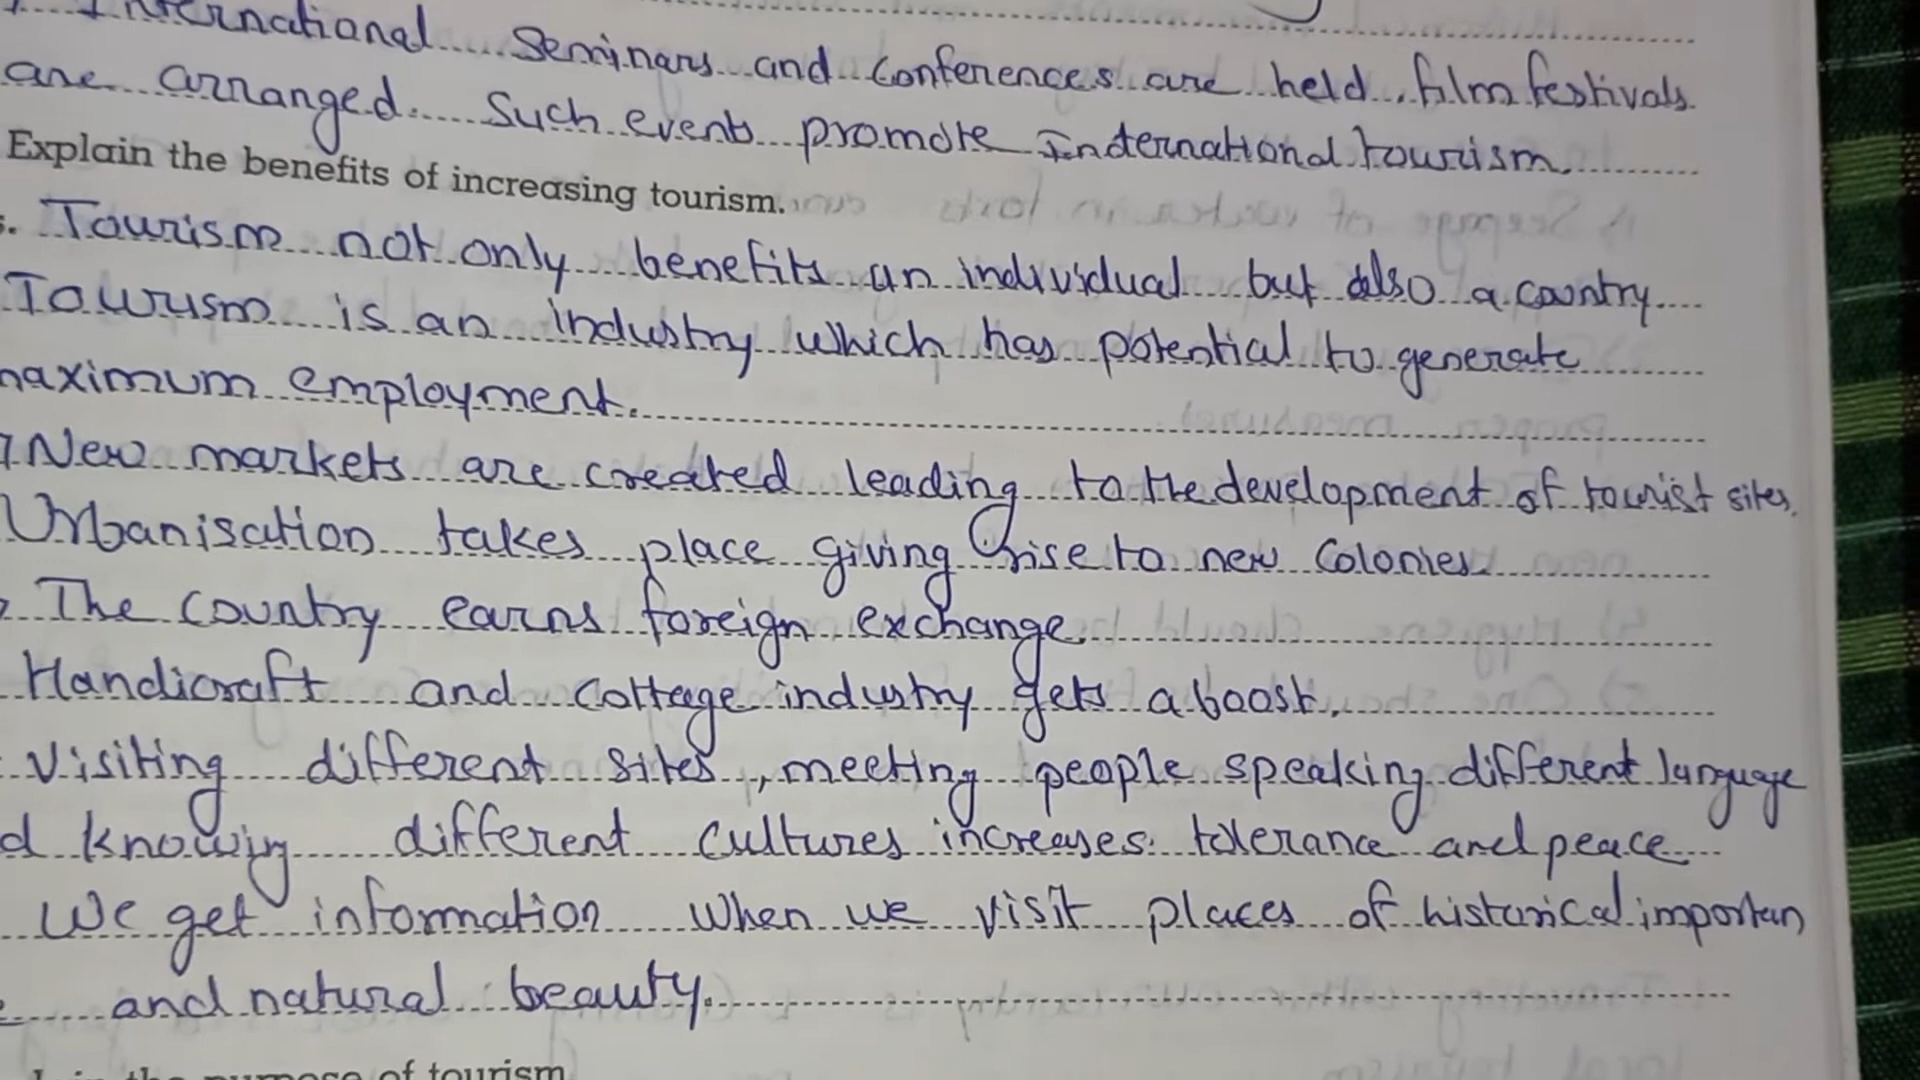 International Seminars and Conferences are held, film festivals
are arranged. Such events promote International tourism.
Explain the benefits of increasing tourism.
Tourism not only benefits an individual but also a country
Tourism is an industry which has potential to generate
maximum employment.
New markets are created leading to the development of tourist sites.
Urbanisation takes place giving rise to new Colonies.
The country earns foreign exchange.
Handicraft and cottage industry gets a boost.
Visiting different sites, meeting people speaking different language
d knowing different cultures increases tolerance and peace
We get information when we visit places of historical importan
and natural beauty.
the purpose of tourism